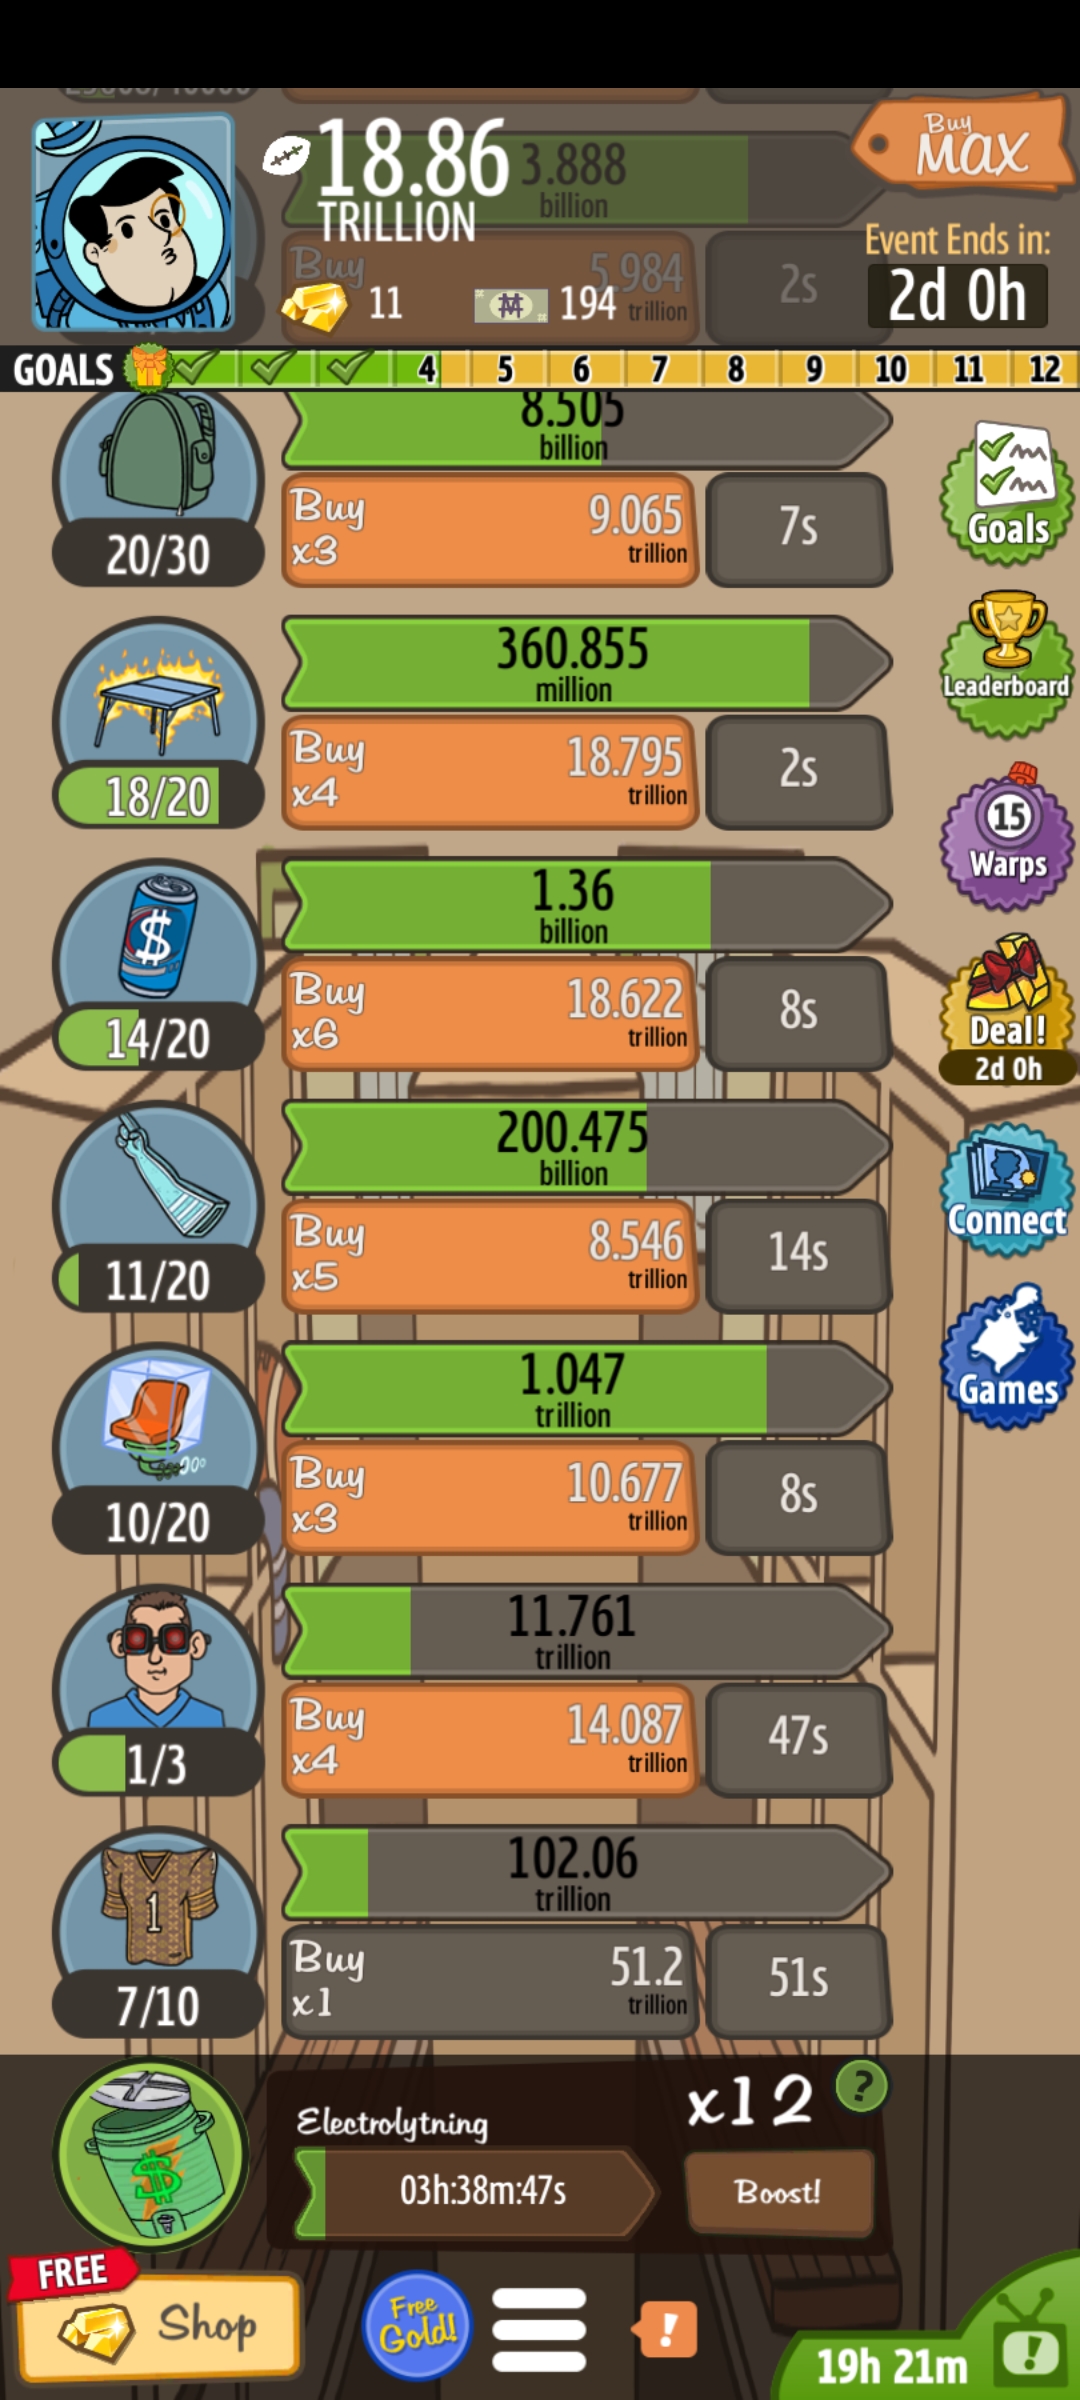 18.86
TRILLION
3.888
billion
Buy
MAX
Event Ends in:
2d 0h
Buy
5.984
trillion
2s
11
194
GOALS
4 5 6 7 8 9 10 11 12
8.505
billion
Buy
x3
9.065
trillion
7s
20/30
Goals
360.855
million
Buy
x4
18.795
trillion
2s
18/20
Leaderboard
15
Warps
1.36
billion
Buy
x6
18.622
trillion
8s
14/20
Deal!
2d 0h
200.475
billion
Buy
x5
8.546
trillion
14s
11/20
Connect
1.047
trillion
Buy
x3
10.677
trillion
8s
10/20
Games
11.761
trillion
Buy
x4
14.087
trillion
47s
1/3
1
102.06
trillion
Buy
x1
51.2
trillion
51s
7/10
Electrolytning
x12
?
03h:38m:47s
Boost!
FREE
Shop
Free
Gold!
!
19h 21m
!